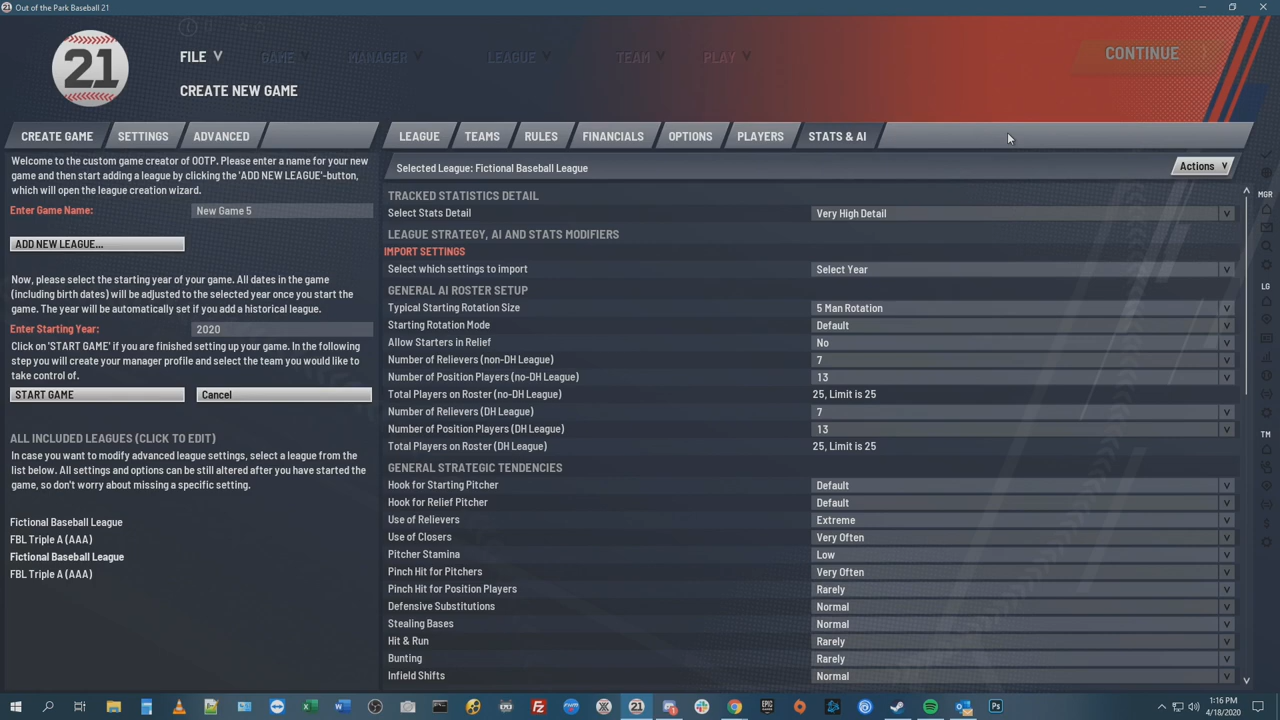 Out of the Park Baseball 21
21
FILE
GAME
MANAGER
LEAGUE
TEAM
PLAY
CONTINUE
CREATE NEW GAME
CREATE GAME
SETTINGS
ADVANCED
LEAGUE
TEAMS
RULES
FINANCIALS
OPTIONS
PLAYERS
STATS & AI
Welcome to the custom game creator of OOTP. Please enter a name for your new
game and then start adding a league by clicking the 'ADD NEW LEAGUE'-button,
which will open the league creation wizard.
Enter Game Name: New Game 5
ADD NEW LEAGUE...
Now, please select the starting year of your game. All dates in the game
(including birth dates) will be adjusted to the selected year once you start the
game. The year will be automatically set if you add a historical league.
Enter Starting Year: 2020
Click on 'START GAME' if you are finished setting up your game. In the following
step you will create your manager profile and select the team you would like to
take control of.
START GAME
Cancel
ALL INCLUDED LEAGUES (CLICK TO EDIT)
In case you want to modify advanced league settings, select a league from the
list below. All settings and options can be still altered after you have started the
game, so don't worry about missing a specific setting.
Fictional Baseball League
FBL Triple A (AAA)
Fictional Baseball League
FBL Triple A (AAA)
Selected League: Fictional Baseball League
Actions
TRACKED STATISTICS DETAIL
Select Stats Detail Very High Detail
LEAGUE STRATEGY, AI AND STATS MODIFIERS
IMPORT SETTINGS
Select which settings to import Select Year
GENERAL AI ROSTER SETUP
Typical Starting Rotation Size 5 Man Rotation
Starting Rotation Mode Default
Allow Starters in Relief No
Number of Relievers (non-DH League) 7
Number of Position Players (no-DH League) 13
Total Players on Roster (no-DH League) 25, Limit is 25
Number of Relievers (DH League) 7
Number of Position Players (DH League) 13
Total Players on Roster (DH League) 25, Limit is 25
GENERAL STRATEGIC TENDENCIES
Hook for Starting Pitcher Default
Hook for Relief Pitcher Default
Use of Relievers Extreme
Use of Closers Very Often
Pitcher Stamina Low
Pinch Hit for Pitchers Very Often
Pinch Hit for Position Players Rarely
Defensive Substitutions Normal
Stealing Bases Normal
Hit & Run Rarely
Bunting Rarely
Infield Shifts Normal
MGR
LG
TM
1:16 PM
4/18/2020